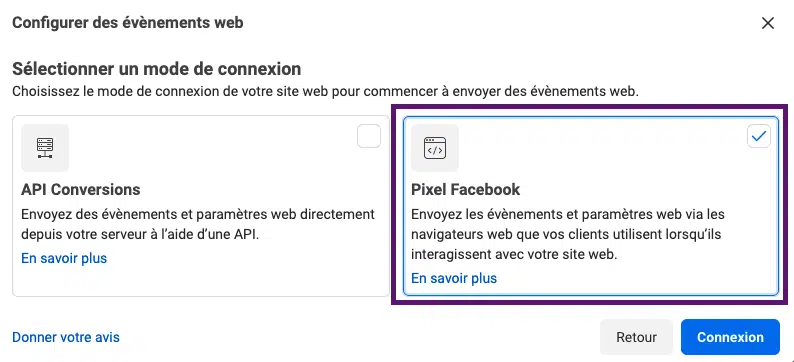 Configurer des évènements web
Sélectionner un mode de connexion
Choisissez le mode de connexion de votre site web pour commencer à envoyer des évènements web.
API Conversions
Envoyez des évènements et paramètres web directement
depuis votre serveur à l'aide d'une API.
En savoir plus
Pixel Facebook
Envoyez les évènements et paramètres web via les
navigateurs web que vos clients utilisent lorsqu'ils
interagissent avec votre site web.
En savoir plus
Donner votre avis
Retour
Connexion